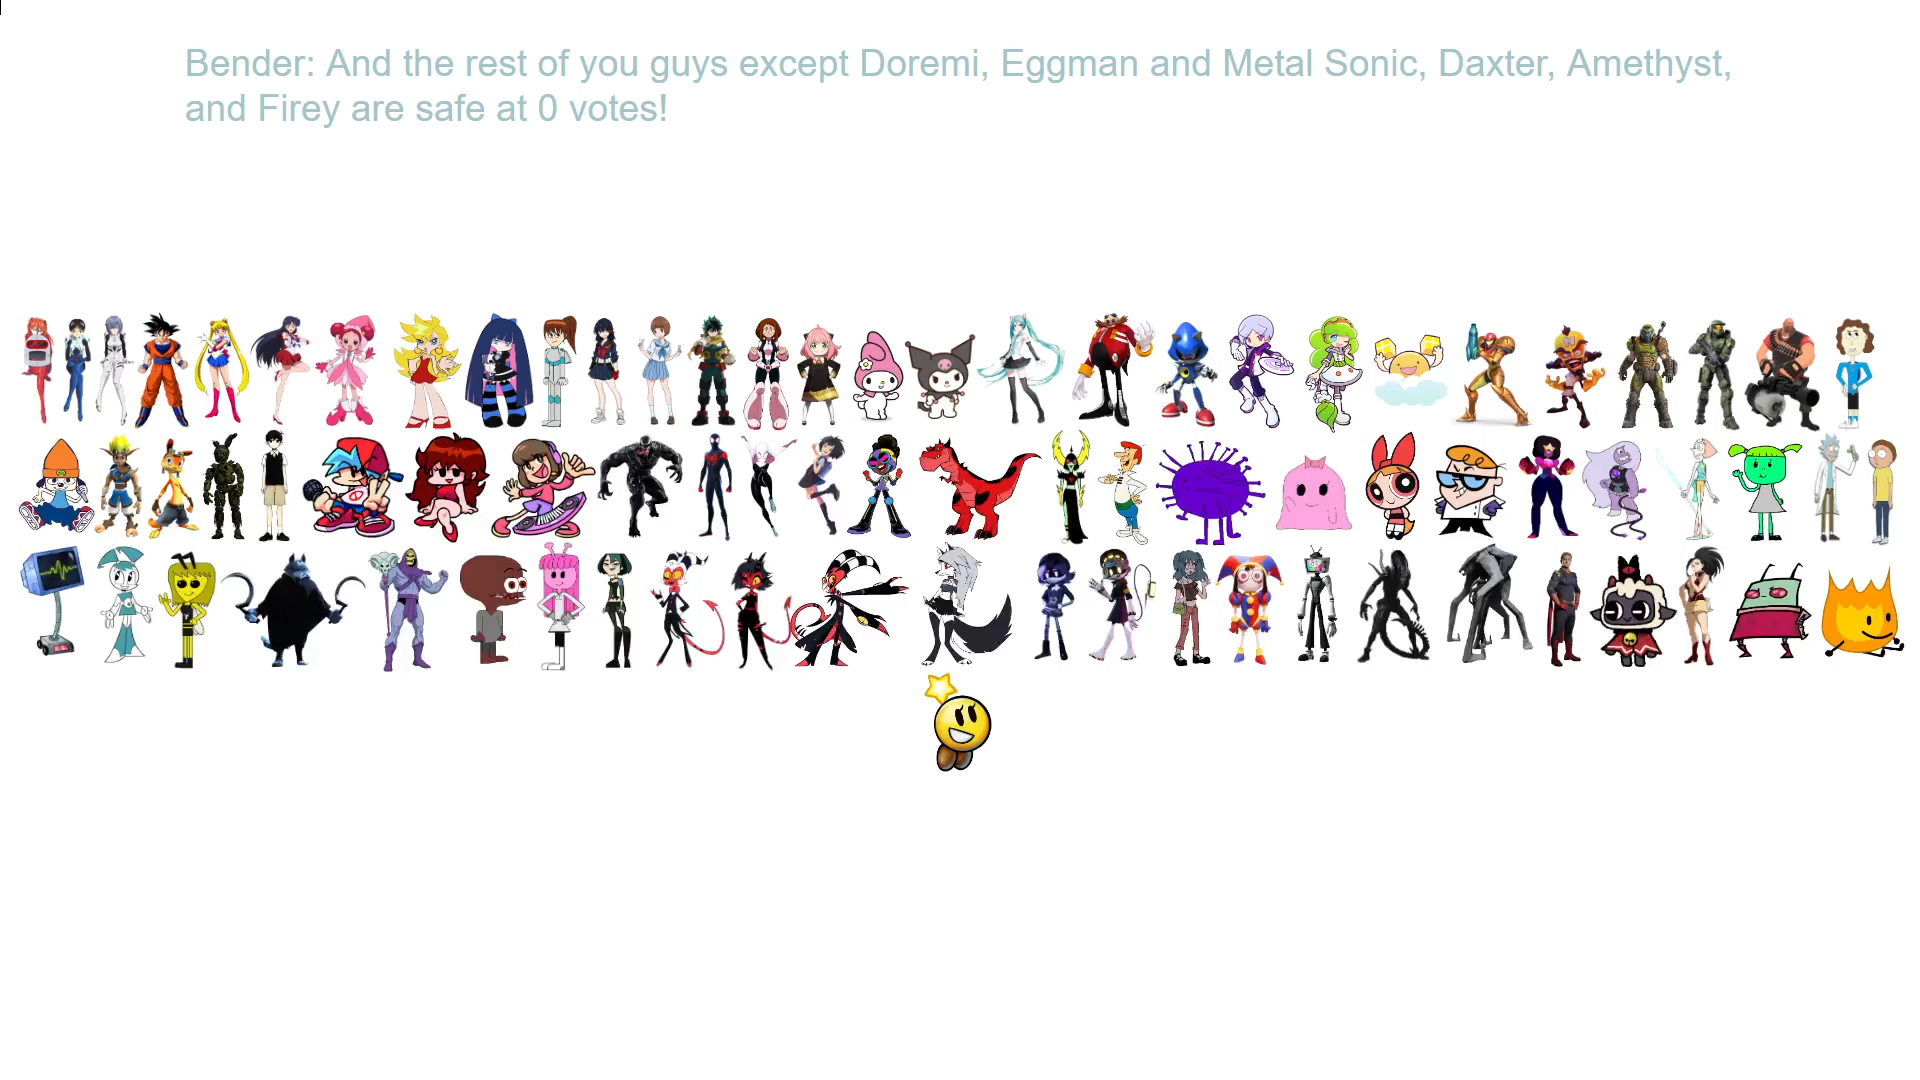 Bender: And the rest of you guys except Doremi, Eggman and Metal Sonic, Daxter, Amethyst,
and Firey are safe at 0 votes!